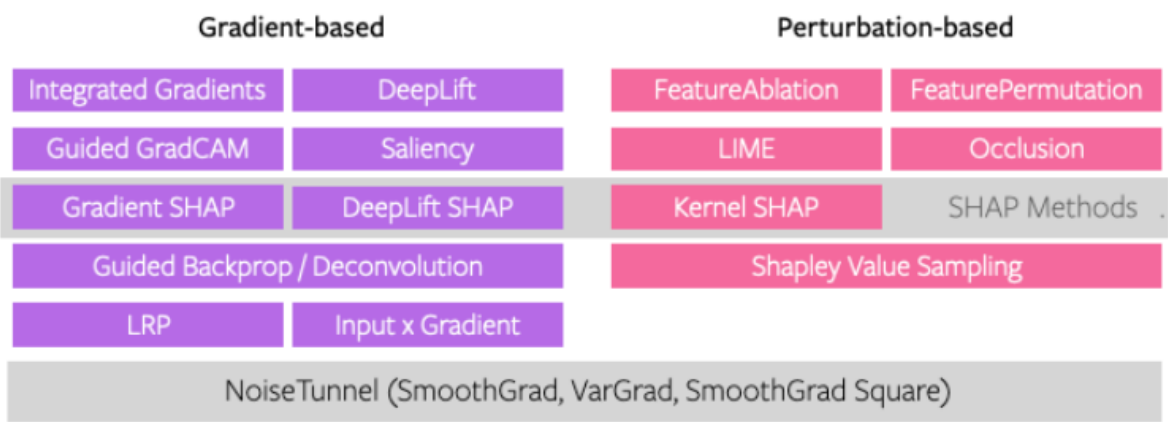 Gradient-based Perturbation-based
Integrated Gradients DeepLift FeatureAblation FeaturePermutation
Guided GradCAM Saliency LIME Occlusion
Gradient SHAP DeepLift SHAP Kernel SHAP SHAP Methods .
Guided Backprop / Deconvolution Shapley Value Sampling
LRP Input x Gradient
NoiseTunnel (SmoothGrad, VarGrad, SmoothGrad Square)